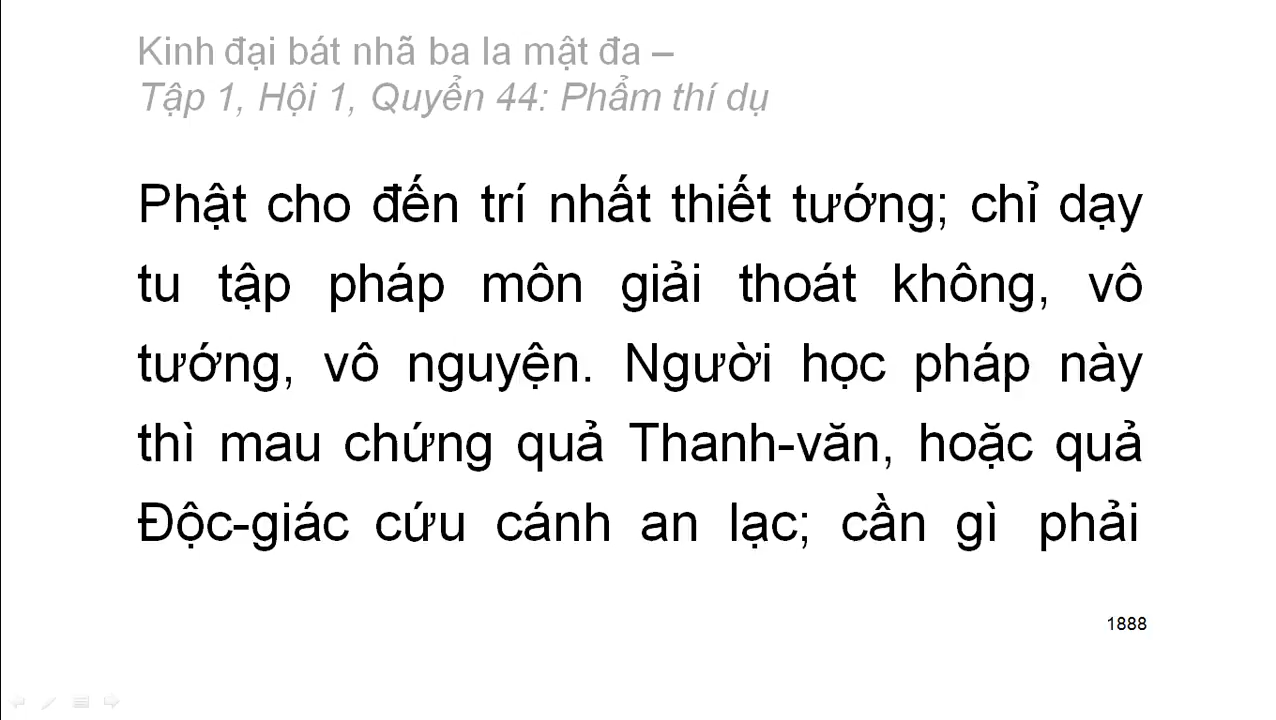 Kinh đại bát nhã ba la mật đa –
Tập 1, Hội 1, Quyển 44: Phẩm thí dụ
Phật cho đến trí nhất thiết tướng; chỉ dạy
tu tập pháp môn giải thoát không, vô
tướng, vô nguyện. Người học pháp này
thì mau chứng quả Thanh-văn, hoặc quả
Độc-giác cứu cánh an lạc; cần gì phải
1888